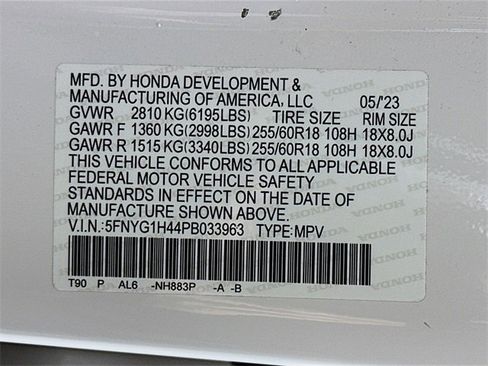 MFD. BY HONDA DEVELOPMENT &
MANUFACTURING OF AMERICA, LLC 05/'23
GVWR 2810 KG(6195LBS) TIRE SIZE RIM SIZE
GAWR F 1360 KG(2998LBS) 255/60R18 108H 18X8.0J
GAWR R 1515 KG(3340LBS) 255/60R18 108H 18X8.0J
THIS VEHICLE CONFORMS TO ALL APPLICABLE
FEDERAL MOTOR VEHICLE SAFETY
STANDARDS IN EFFECT ON THE DATE OF
MANUFACTURE SHOWN ABOVE.
V.I.N.:5FNYG1H44PB033963 TYPE:MPV
T90 P AL6 -NH883P -A -B